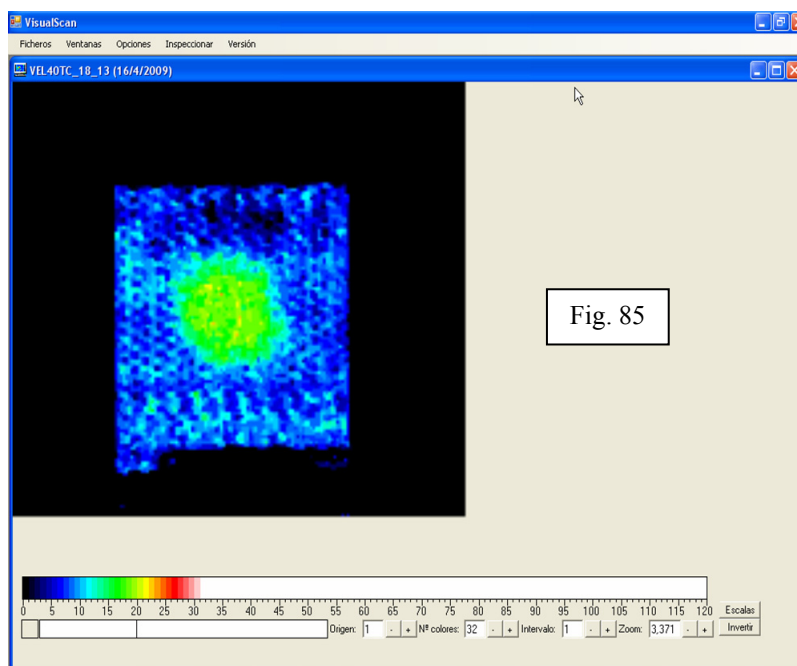 VisualScan
Ficheros Ventanas Opciones Inspeccionar Versión
VEL40TC_18_13 (16/4/2009)
Fig. 85
0 5 10 15 20 25 30 35 40 45 50 55 60 65 70 75 80 85 90 95 100 105 110 115 120
Escalas
Origen: 1 - + Nº colores: 32 - + Intervalo: 1 - + Zoom: 3,371 - + Invertir